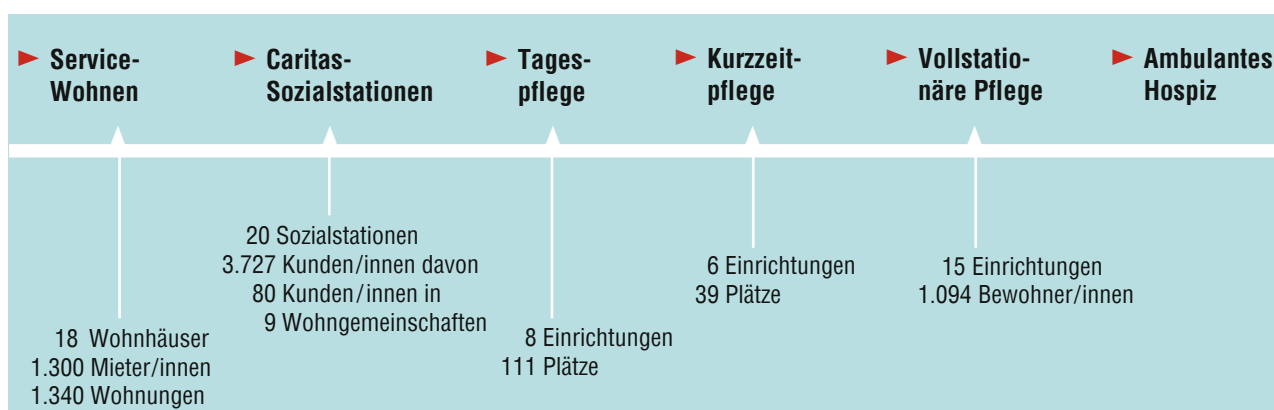 Service-
Wohnen
Caritas-
Sozialstationen
Tages-
pflege
Kurzzeit-
pflege
Vollstatio-
näre Pflege
Ambulantes
Hospiz
18 Wohnhäuser
1.300 Mieter/innen
1.340 Wohnungen
20 Sozialstationen
3.727 Kunden/innen davon
80 Kunden/innen in
9 Wohngemeinschaften
8 Einrichtungen
111 Plätze
6 Einrichtungen
39 Plätze
15 Einrichtungen
1.094 Bewohner/innen